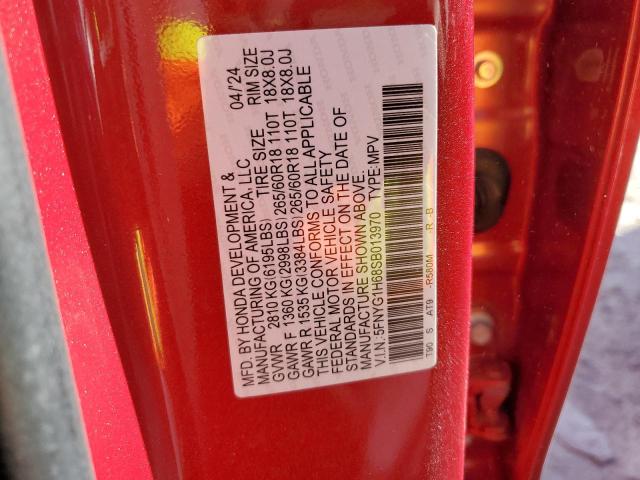 MFD. BY HONDA DEVELOPMENT & 04/'24
MANUFACTURING OF AMERICA, LLC
GVWR 2810 KG (6195LBS) TIRE SIZE RIM SIZE
GAWR F 1360 KG (2998LBS) 265/60R18 110T 18X8.0J
GAWR R 1535 KG (3384LBS) 265/60R18 110T 18X8.0J
THIS VEHICLE CONFORMS TO ALL APPLICABLE
FEDERAL MOTOR VEHICLE SAFETY
STANDARDS IN EFFECT ON THE DATE OF
MANUFACTURE SHOWN ABOVE.
V.I.N.:5FNYG1H68SB013970 TYPE:MPV
T90 S AT9 -R580M -R -B